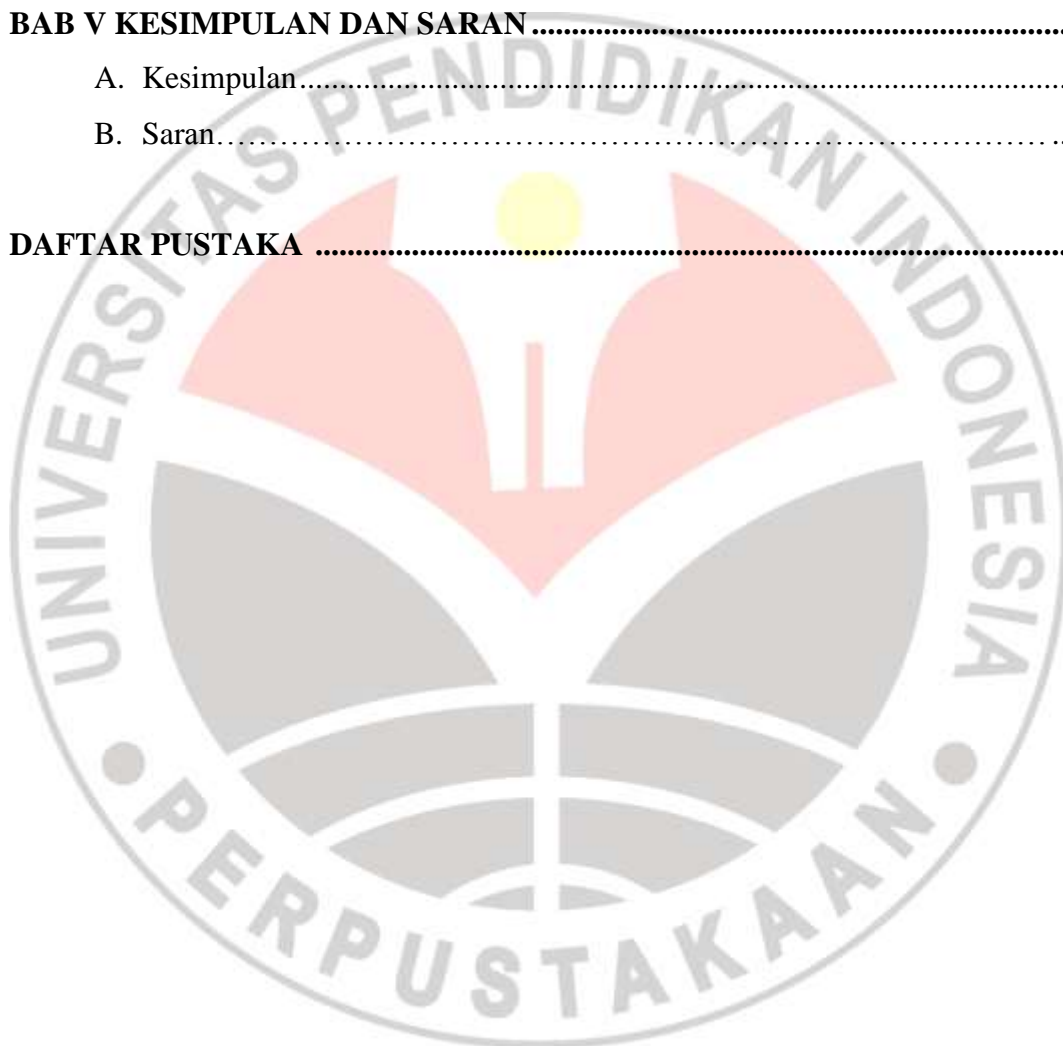 BAB V KESIMPULAN DAN SARAN ....................................................................
A. Kesimpulan................................................................................
B. Saran……………………………………………………………………..
DAFTAR PUSTAKA ...............................................................................................
UNIVERSITAS PENDIDIKAN INDONESIA
• PERPUSTAKAAN •